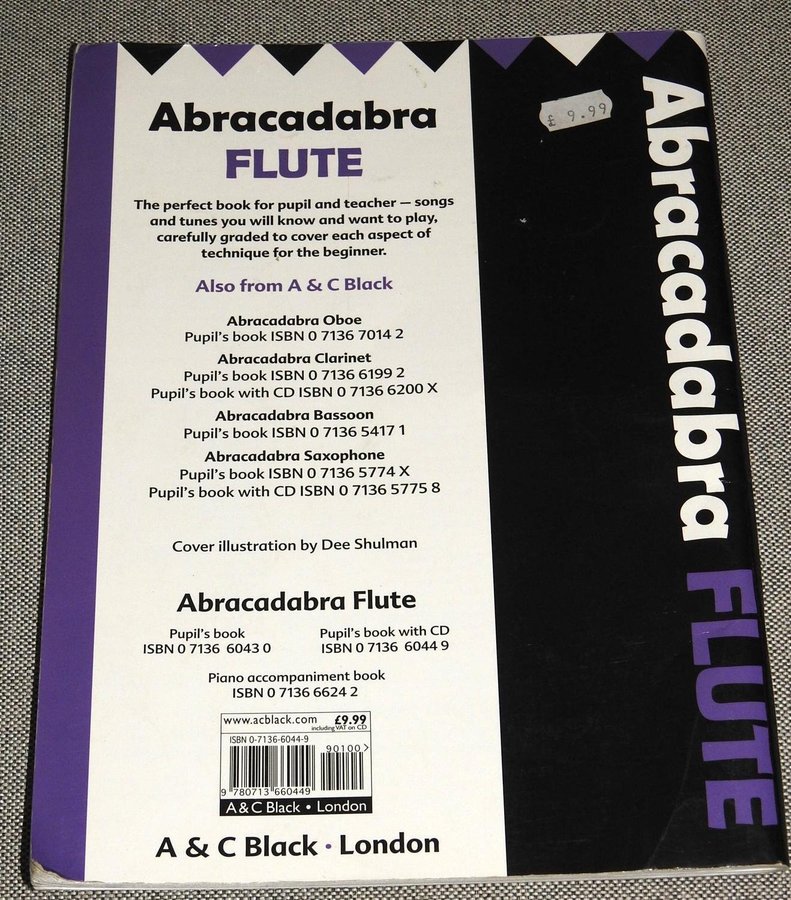 Abracadabra
FLUTE
The perfect book for pupil and teacher – songs
and tunes you will know and want to play,
carefully graded to cover each aspect of
technique for the beginner.
Also from A & C Black
Abracadabra Oboe
Pupil's book ISBN 0 7136 7014 2
Abracadabra Clarinet
Pupil's book ISBN 0 7136 6199 2
Pupil's book with CD ISBN 0 7136 6200 X
Abracadabra Bassoon
Pupil's book ISBN 0 7136 5417 1
Abracadabra Saxophone
Pupil's book ISBN 0 7136 5774 X
Pupil's book with CD ISBN 0 7136 5775 8
Cover illustration by Dee Shulman
Abracadabra Flute
Pupil's book
ISBN 0 7136 6043 0
Pupil's book with CD
ISBN 0 7136 6044 9
Piano accompaniment book
ISBN 0 7136 6624 2
www.acblack.com £9.99
including VAT on CD
ISBN 0-7136-6044-9
90100>
9 780713 660449
A & C Black • London
A & C Black • London
£ 9.99
Abracadabra FLUTE